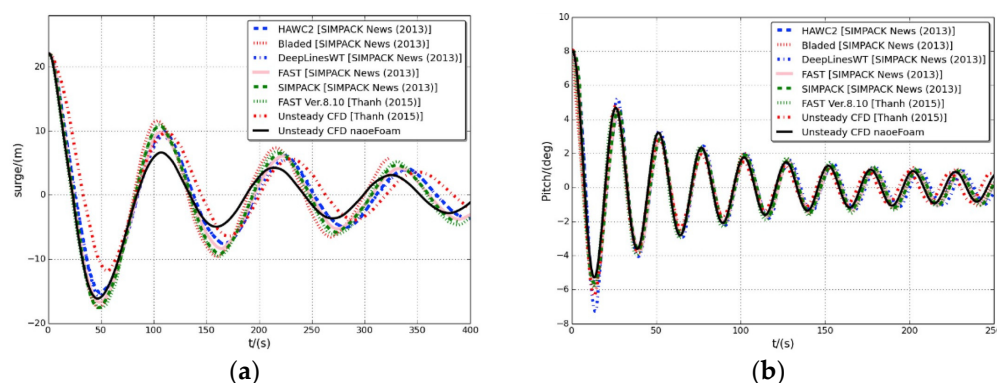 HAWC2 [SIMPACK News (2013)]
Bladed [SIMPACK News (2013)]
DeepLinesWT [SIMPACK News (2013)]
FAST [SIMPACK News (2013)]
SIMPACK [SIMPACK News (2013)]
FAST Ver.8.10 [Thanh (2015)]
Unsteady CFD [Thanh (2015)]
Unsteady CFD naoeFoam
surge/(m)
20
10
0
−10
−20
0 50 100 150 200 250 300 350 400
t/(s)
(a)
HAWC2 [SIMPACK News (2013)]
Bladed [SIMPACK News (2013)]
DeepLinesWT [SIMPACK News (2013)]
FAST [SIMPACK News (2013)]
SIMPACK [SIMPACK News (2013)]
FAST Ver.8.10 [Thanh (2015)]
Unsteady CFD [Thanh (2015)]
Unsteady CFD naoeFoam
Pitch/(deg)
10
8
6
4
2
0
−2
−4
−6
−8
0 50 100 150 200 250
t/(s)
(b)